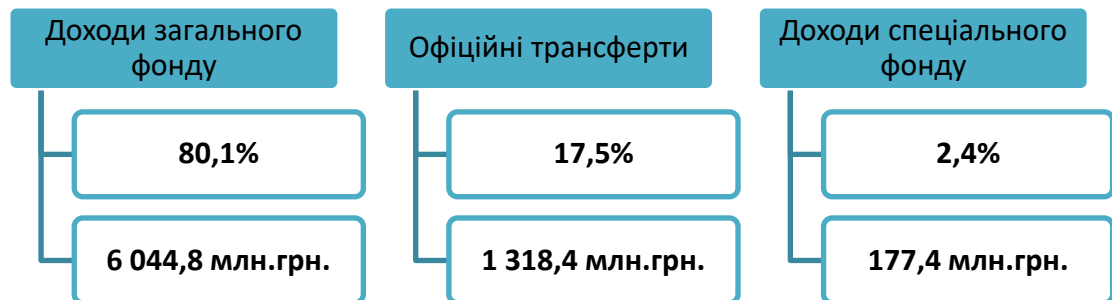 Доходи загального
фонду
80,1%
6 044,8 млн.грн.
Офіційні трансферти
17,5%
1 318,4 млн.грн.
Доходи спеціального
фонду
2,4%
177,4 млн.грн.